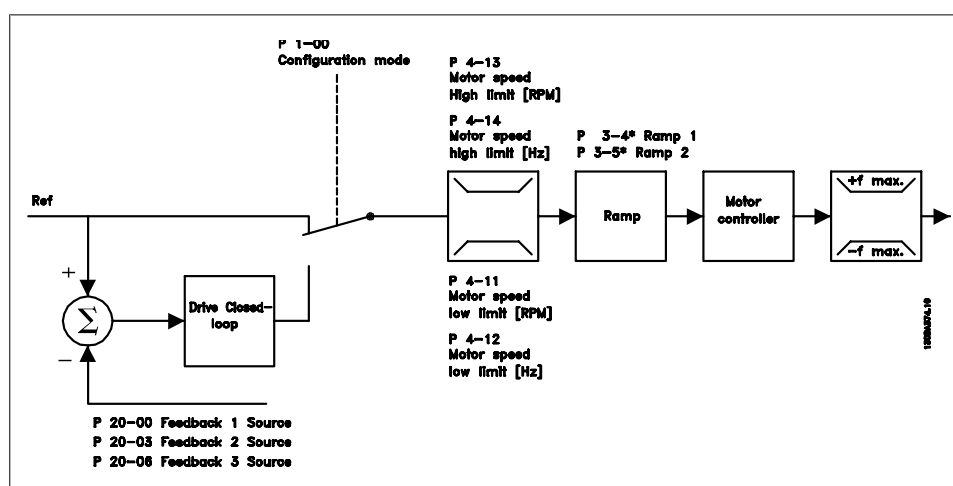 P 1-00
Configuration mode
P 4-13
Motor speed
High limit [RPM]
P 4-14
Motor speed
high limit [Hz]
P 3-4* Ramp 1
P 3-5* Ramp 2
Ref
Ramp
Motor
controller
+f max.
-f max.
+
Σ
−
Drive Closed-
loop
P 4-11
Motor speed
low limit [RPM]
P 4-12
Motor speed
low limit [Hz]
P 20-00 Feedback 1 Source
P 20-03 Feedback 2 Source
P 20-06 Feedback 3 Source